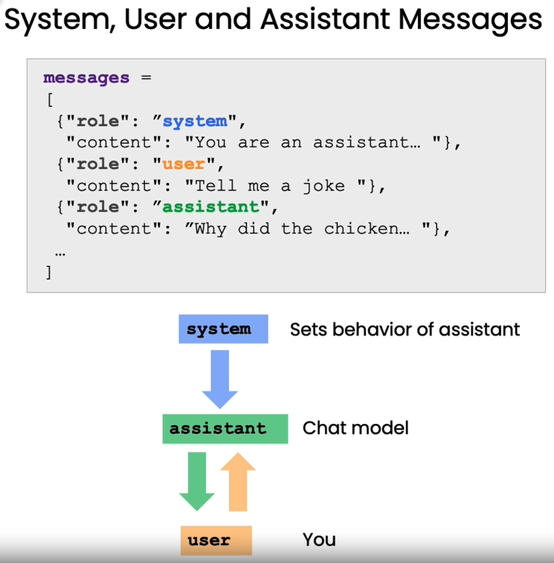 System, User and Assistant Messages
messages =
[
{"role": ”system",
"content": "You are an assistant… "},
{"role": "user",
"content": "Tell me a joke "},
{"role": ”assistant",
"content": ”Why did the chicken… "},
…
]
system Sets behavior of assistant
assistant Chat model
user You